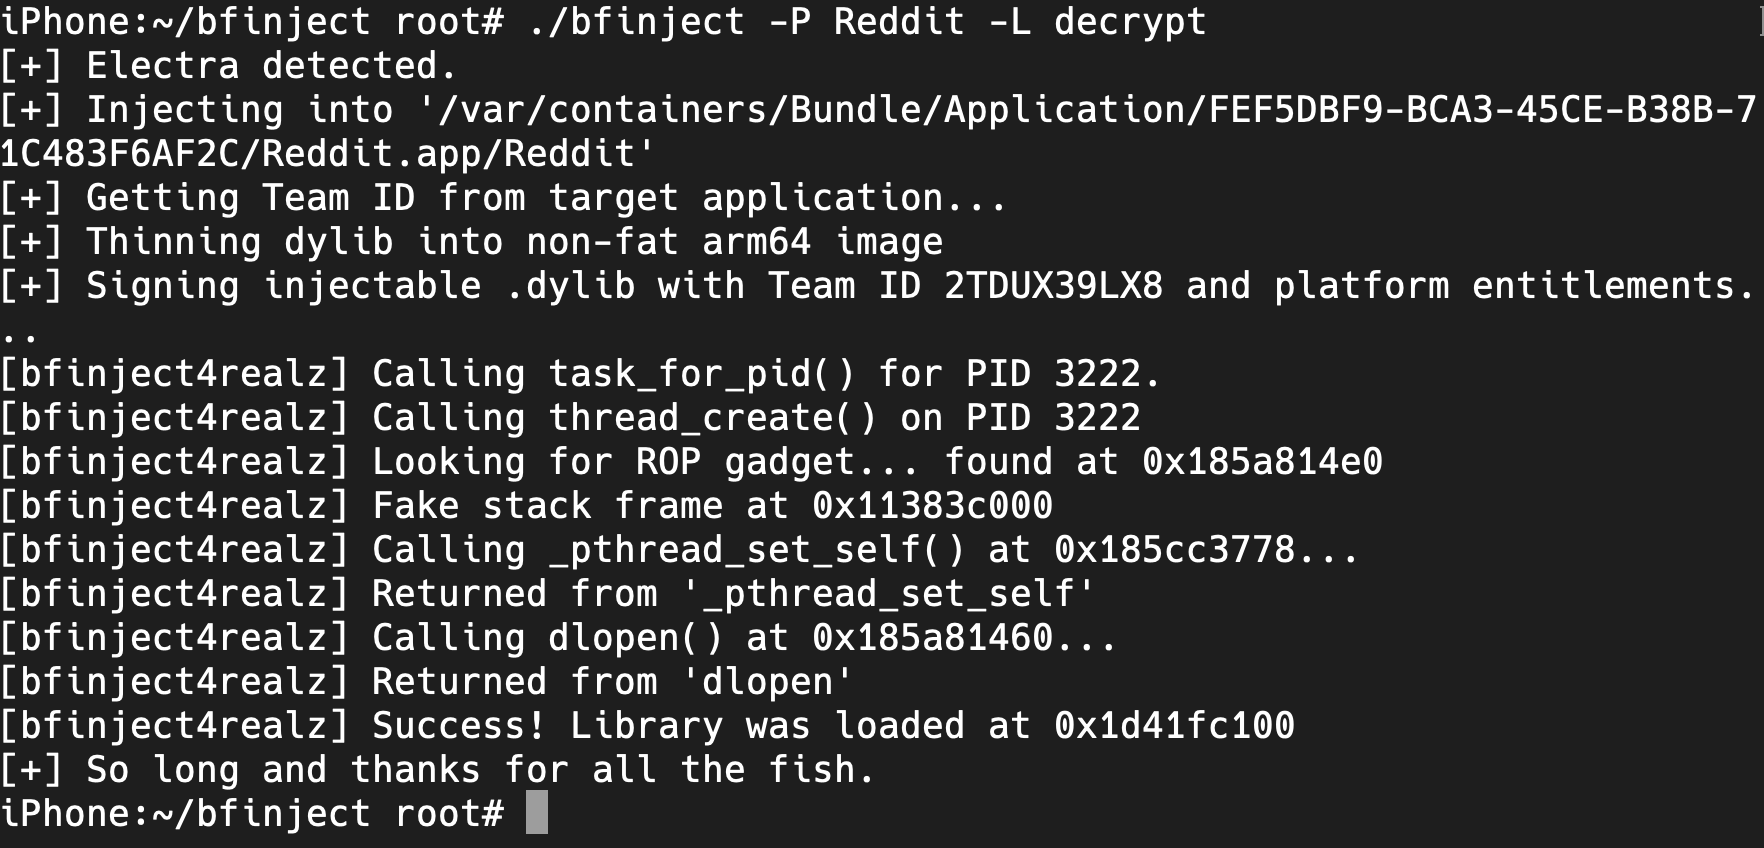 iPhone:~/bfinject root# ./bfinject -P Reddit -L decrypt
[+] Electra detected.
[+] Injecting into '/var/containers/Bundle/Application/FEF5DBF9-BCA3-45CE-B38B-7
1C483F6AF2C/Reddit.app/Reddit'
[+] Getting Team ID from target application...
[+] Thinning dylib into non-fat arm64 image
[+] Signing injectable .dylib with Team ID 2TDUX39LX8 and platform entitlements.
..
[bfinject4realz] Calling task_for_pid() for PID 3222.
[bfinject4realz] Calling thread_create() on PID 3222
[bfinject4realz] Looking for ROP gadget... found at 0x185a814e0
[bfinject4realz] Fake stack frame at 0x11383c000
[bfinject4realz] Calling _pthread_set_self() at 0x185cc3778...
[bfinject4realz] Returned from '_pthread_set_self'
[bfinject4realz] Calling dlopen() at 0x185a81460...
[bfinject4realz] Returned from 'dlopen'
[bfinject4realz] Success! Library was loaded at 0x1d41fc100
[+] So long and thanks for all the fish.
iPhone:~/bfinject root#